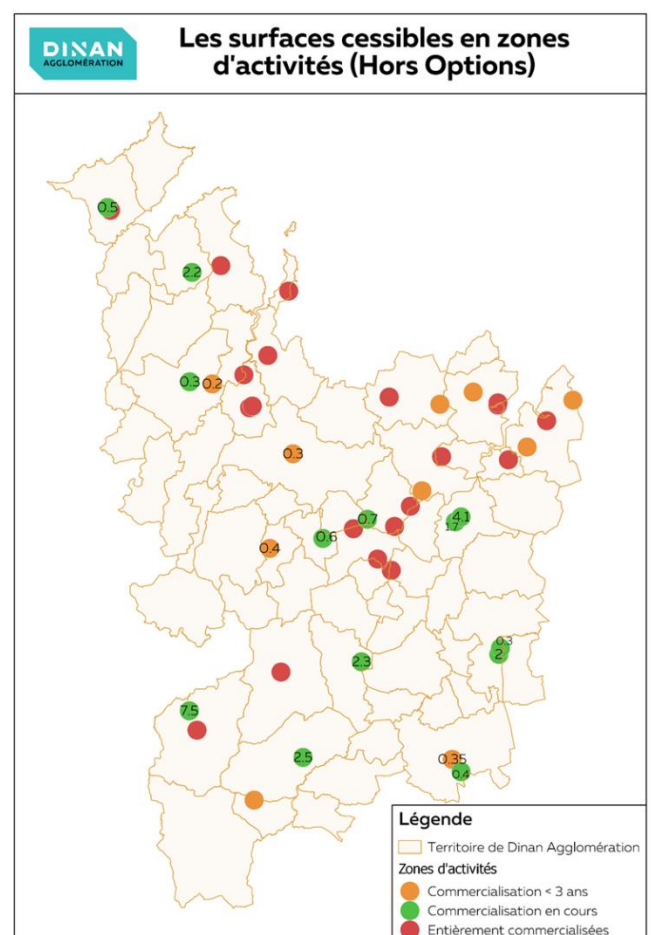 DINAN
AGGLOMÉRATION
Les surfaces cessibles en zones
d'activités (Hors Options)
0.5
2.2
0.3
0.2
0.3
0.7
4.1
0.6
0.4
0.3
2.3
7.5
2.5
0.35
0.4
Légende
Territoire de Dinan Agglomération
Zones d'activités
Commercialisation < 3 ans
Commercialisation en cours
Entièrement commercialisées